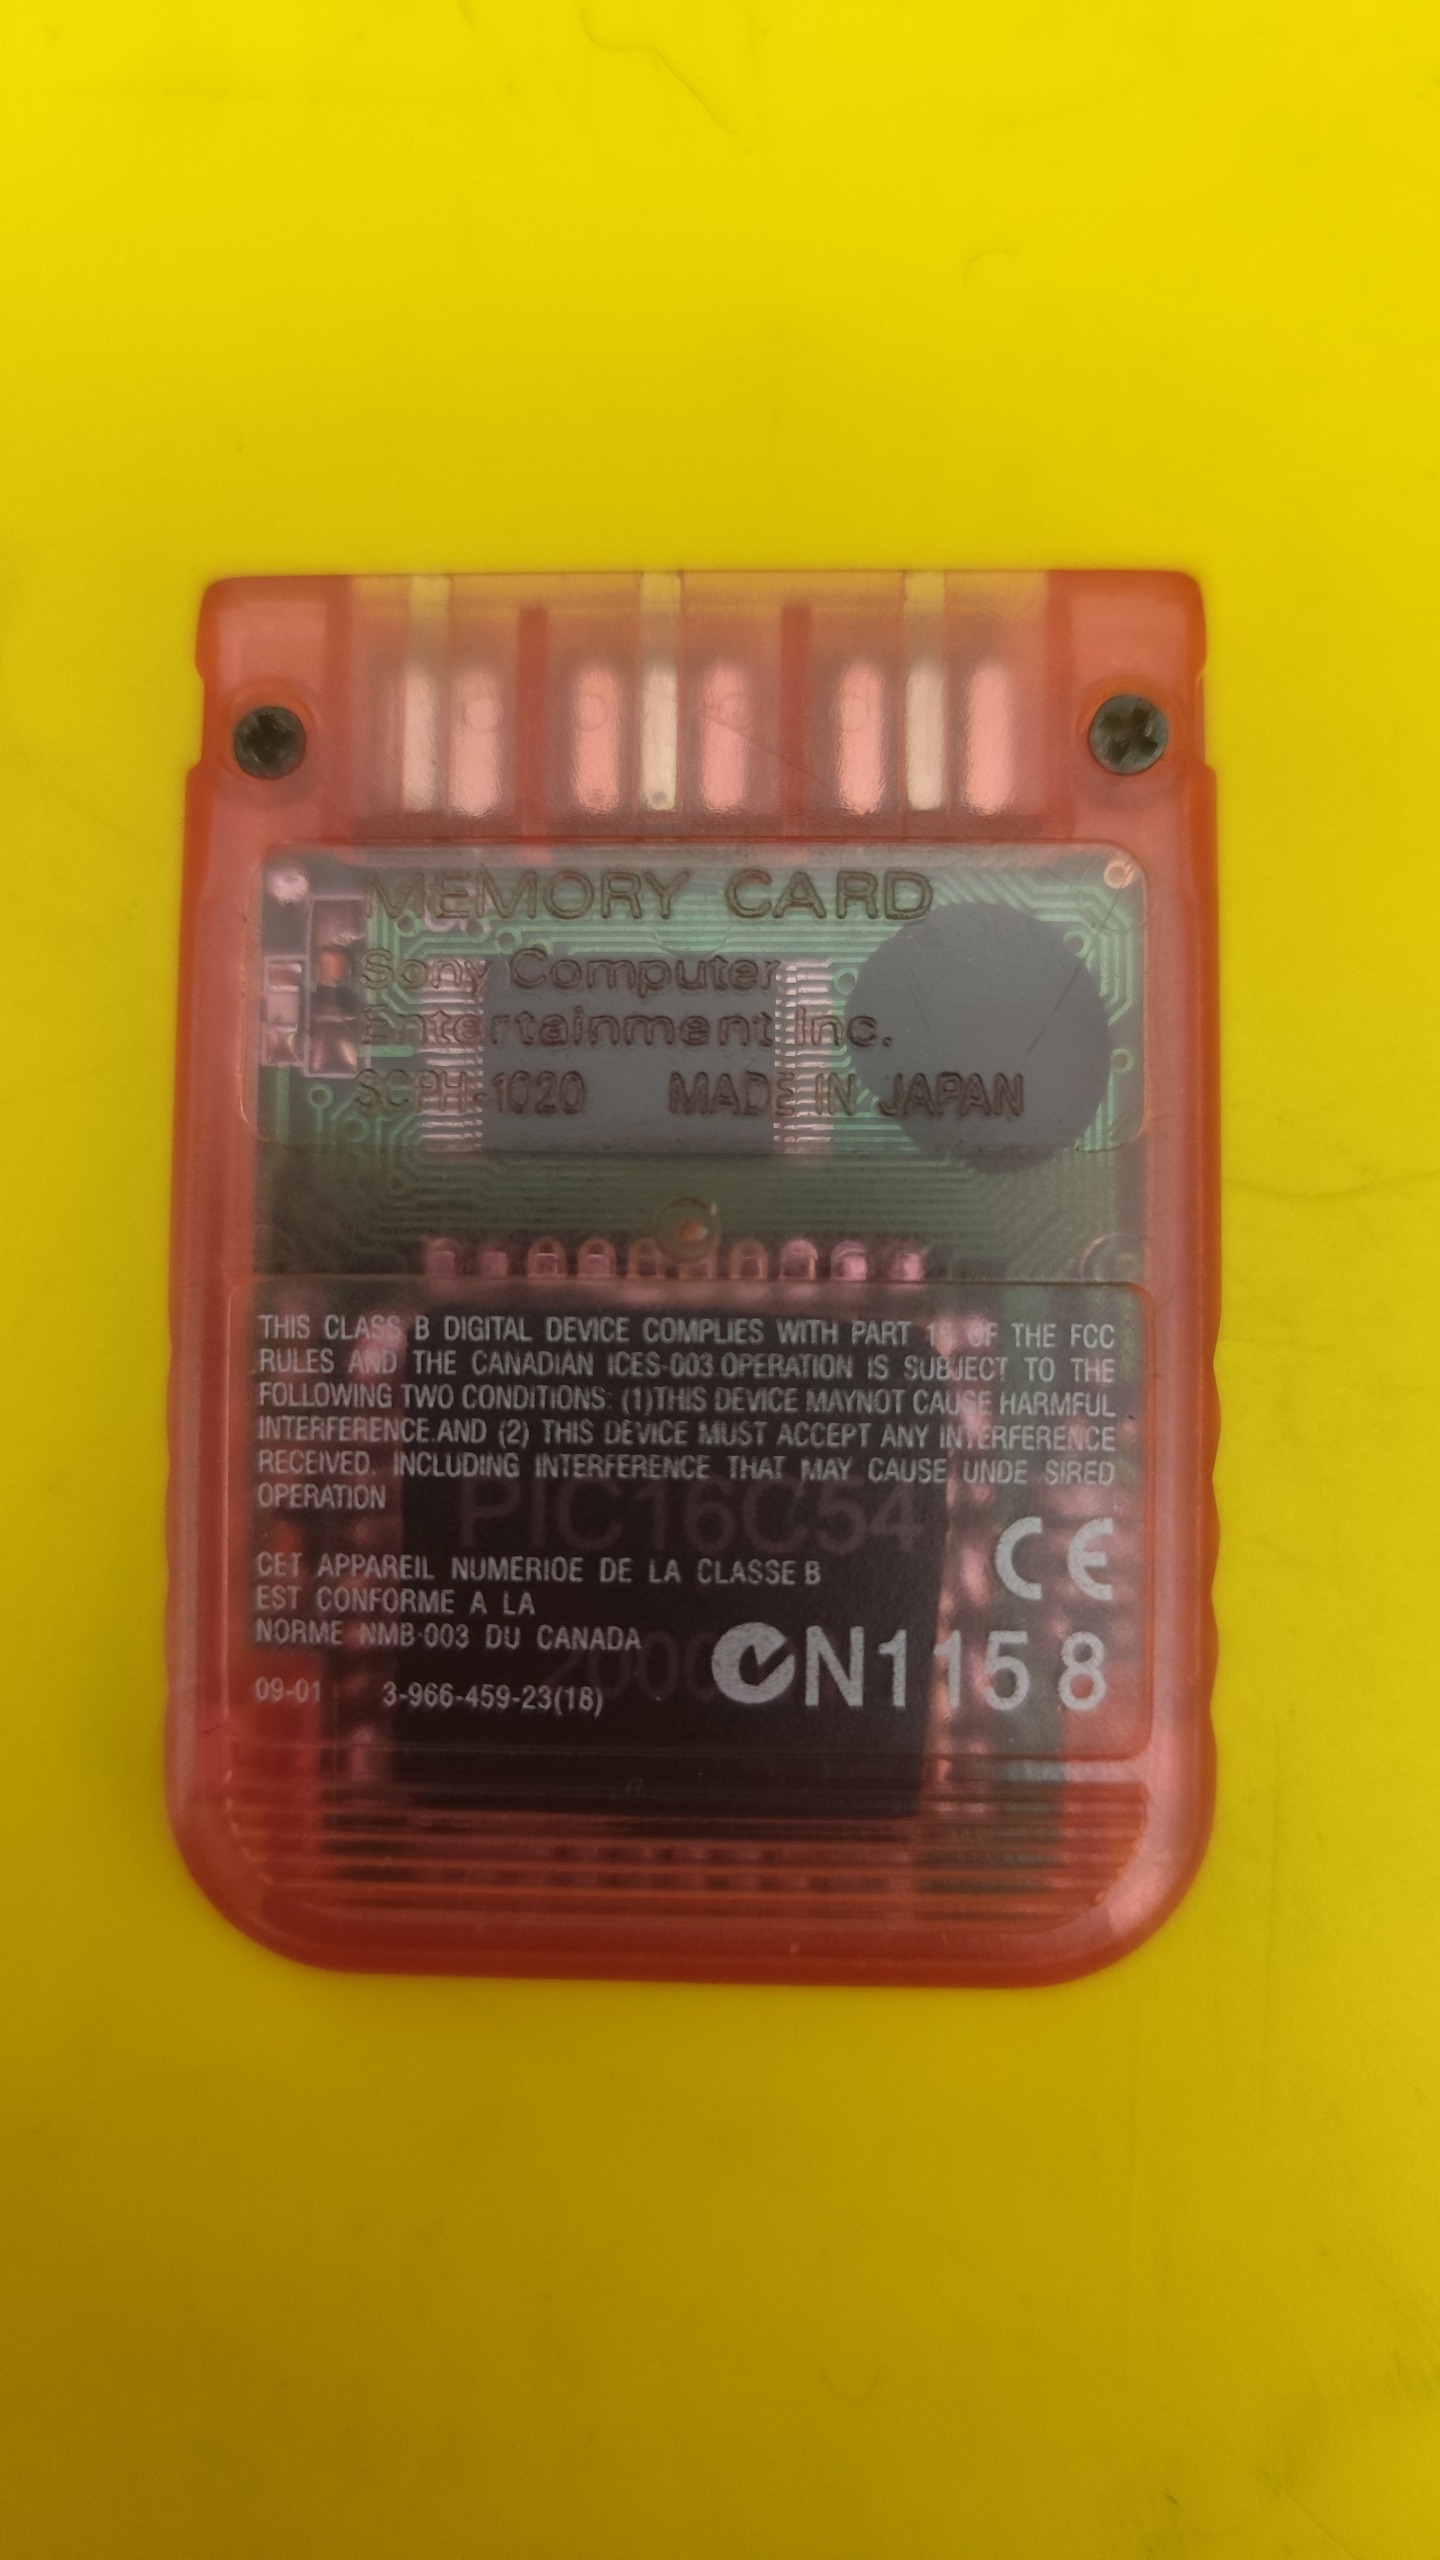 MEMORY CARD
Sony Computer
Entertainment Inc.
SCPH-1020 MADE IN JAPAN
THIS CLASS B DIGITAL DEVICE COMPLIES WITH PART 15 OF THE FCC
RULES AND THE CANADIAN ICES-003.OPERATION IS SUBJECT TO THE
FOLLOWING TWO CONDITIONS: (1)THIS DEVICE MAYNOT CAUSE HARMFUL
INTERFERENCE.AND (2) THIS DEVICE MUST ACCEPT ANY INTERFERENCE
RECEIVED. INCLUDING INTERFERENCE THAT MAY CAUSE UNDE SIRED
OPERATION
PIC16C54
CE
CET APPAREIL NUMERIOE DE LA CLASSE B
EST CONFORME A LA
NORME NMB-003 DU CANADA
N1158
09-01 3-966-459-23(18)